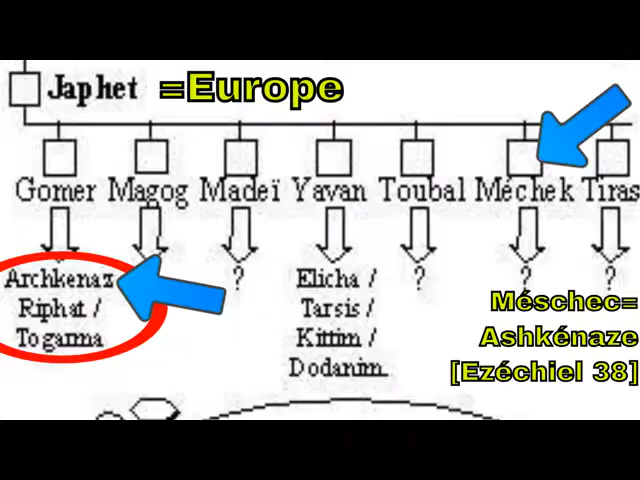 Japhet =Europe
Gomer Magog Madeï Yavan Toubal Méchek Tiras
Archkenaz ? Elicha / ? ? ?
Riphat / Tarsis /
Togarma Kittim /
Dodanim
Méschec=
Ashkénaze
[Ezéchiel 38]